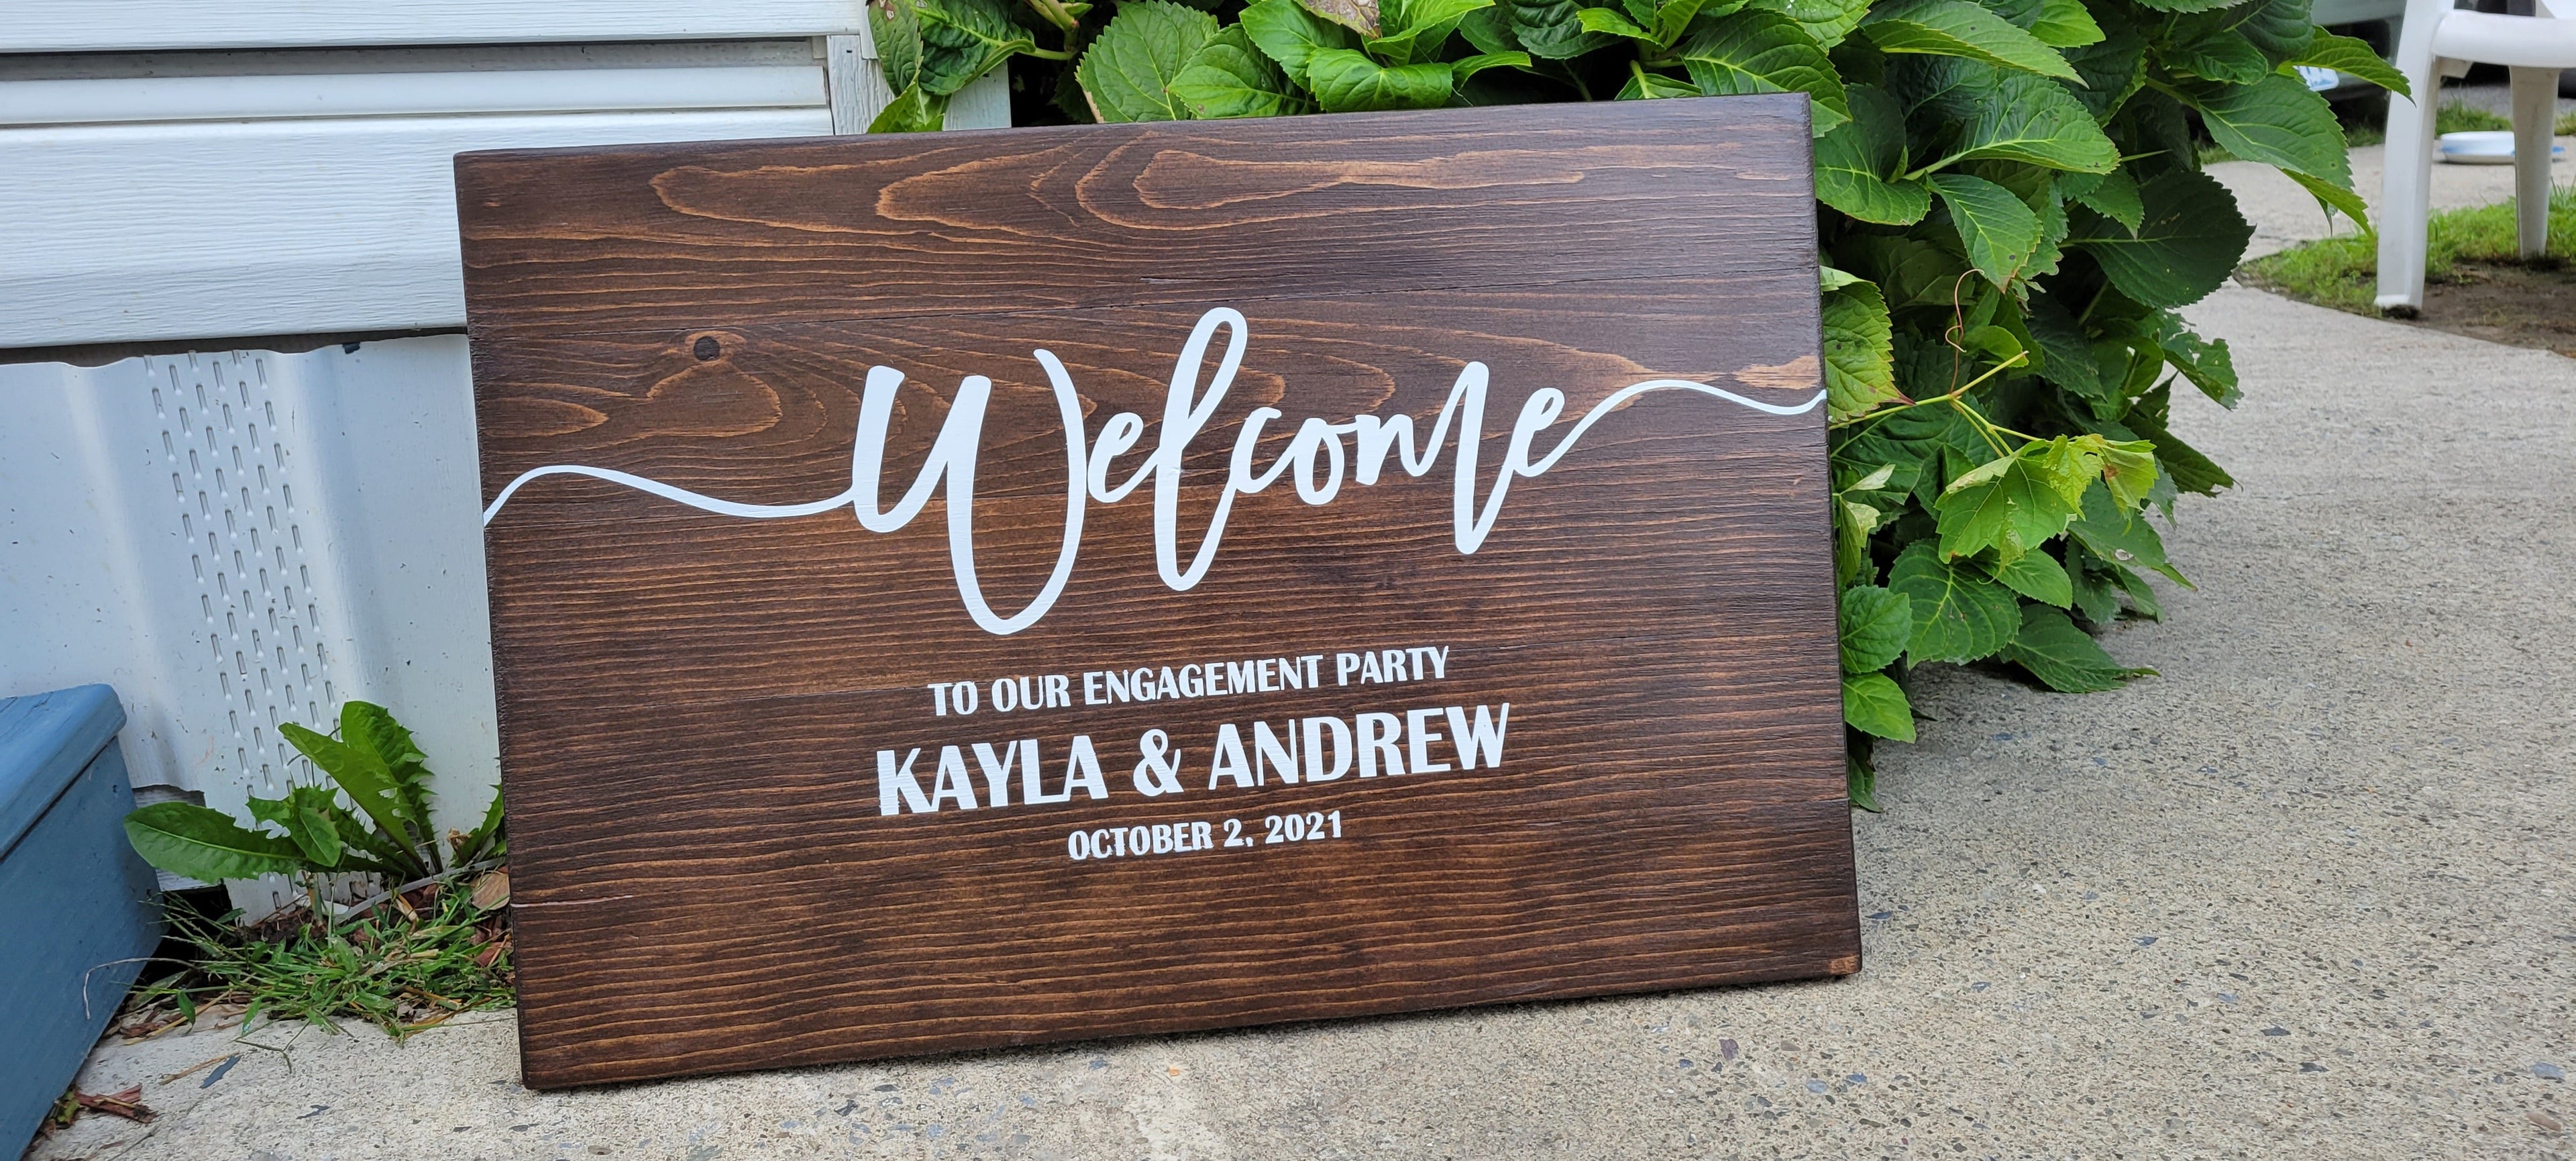 Welcome
TO OUR ENGAGEMENT PARTY
KAYLA & ANDREW
OCTOBER 2, 2021